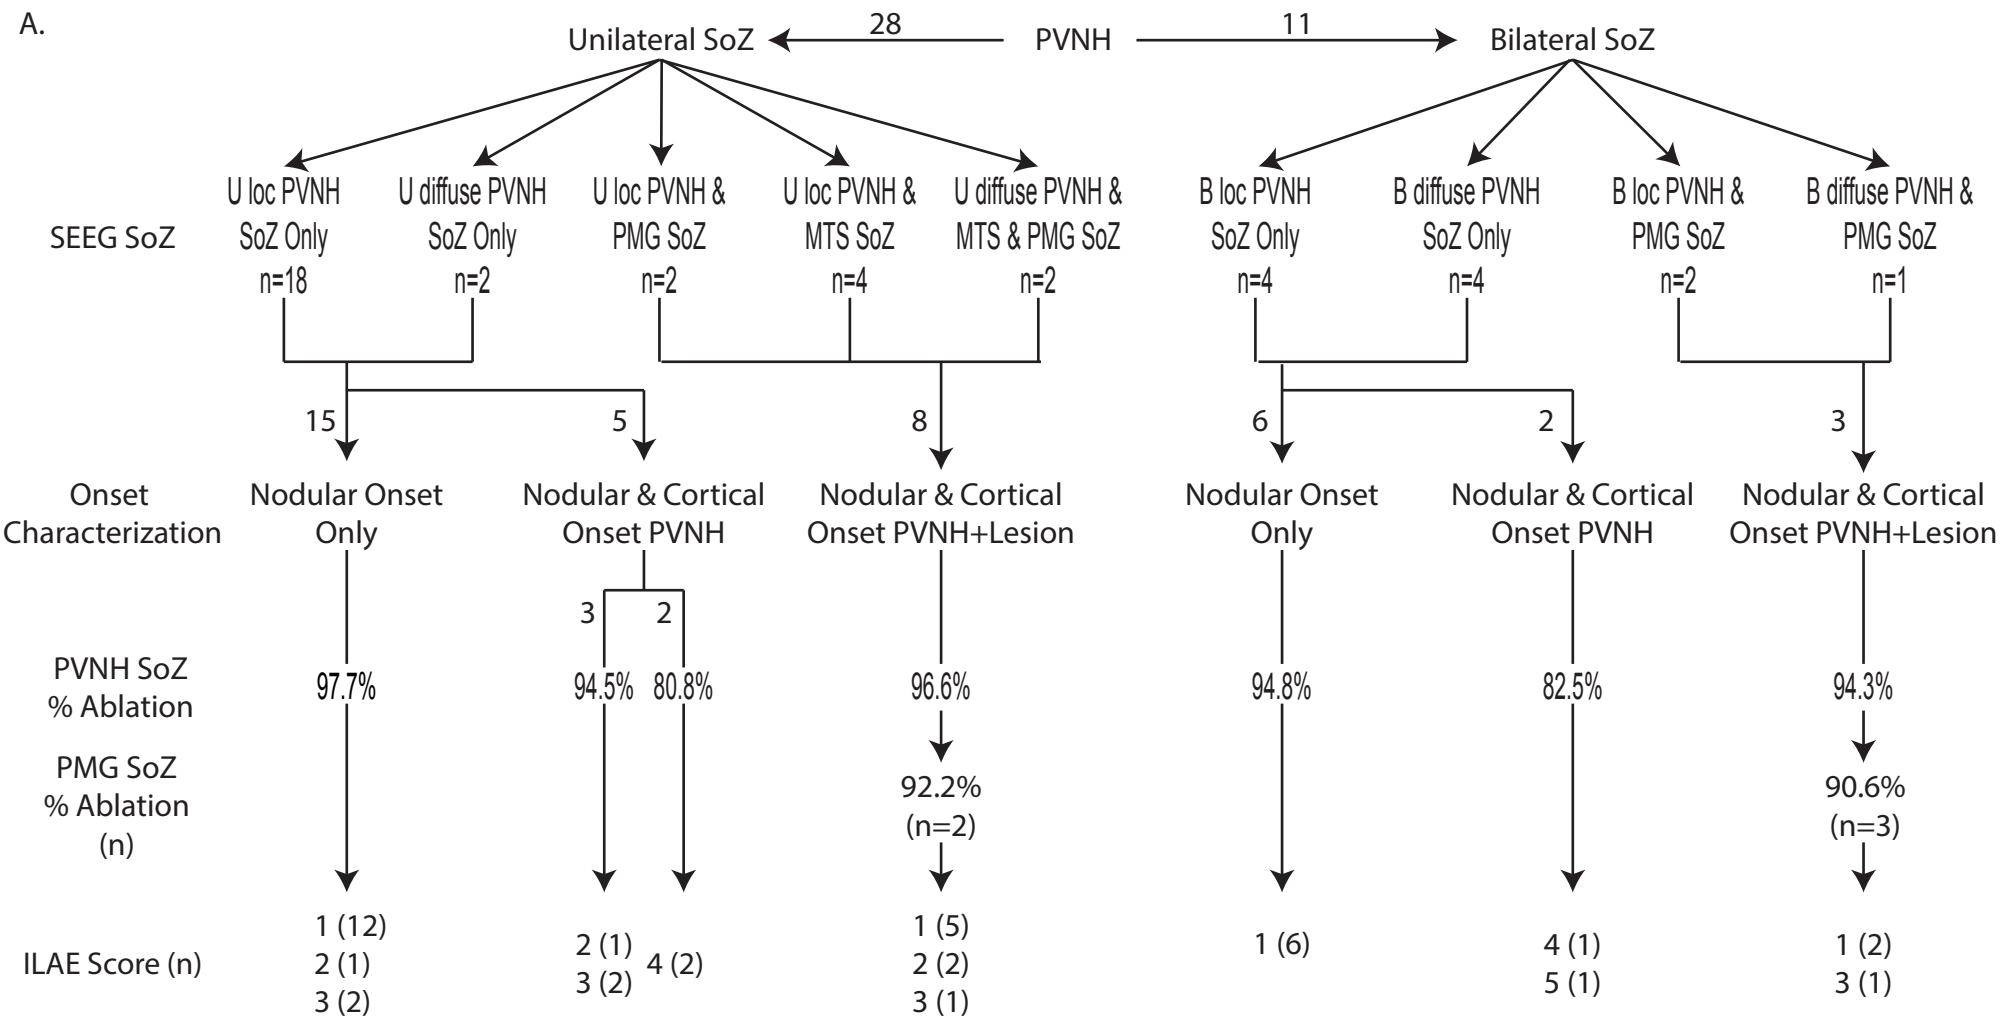 A.
Unilateral SoZ
28
PVNH
11
Bilateral SoZ
SEEG SoZ
U loc PVNH
SoZ Only
n=18
U diffuse PVNH
SoZ Only
n=2
U loc PVNH &
PMG SoZ
n=2
U loc PVNH &
MTS SoZ
n=4
U diffuse PVNH &
MTS & PMG SoZ
n=2
B loc PVNH
SoZ Only
n=4
B diffuse PVNH
SoZ Only
n=4
B loc PVNH &
PMG SoZ
n=2
B diffuse PVNH &
PMG SoZ
n=1
15
5
8
6
2
3
Onset
Characterization
Nodular Onset
Only
Nodular & Cortical
Onset PVNH
Nodular & Cortical
Onset PVNH+Lesion
Nodular Onset
Only
Nodular & Cortical
Onset PVNH
Nodular & Cortical
Onset PVNH+Lesion
3
2
PVNH SoZ
% Ablation
97.7%
94.5%
80.8%
96.6%
94.8%
82.5%
94.3%
PMG SoZ
% Ablation
(n)
92.2%
(n=2)
90.6%
(n=3)
ILAE Score (n)
1 (12)
2 (1)
3 (2)
2 (1)
3 (2)
4 (2)
1 (5)
2 (2)
3 (1)
1 (6)
4 (1)
5 (1)
1 (2)
3 (1)